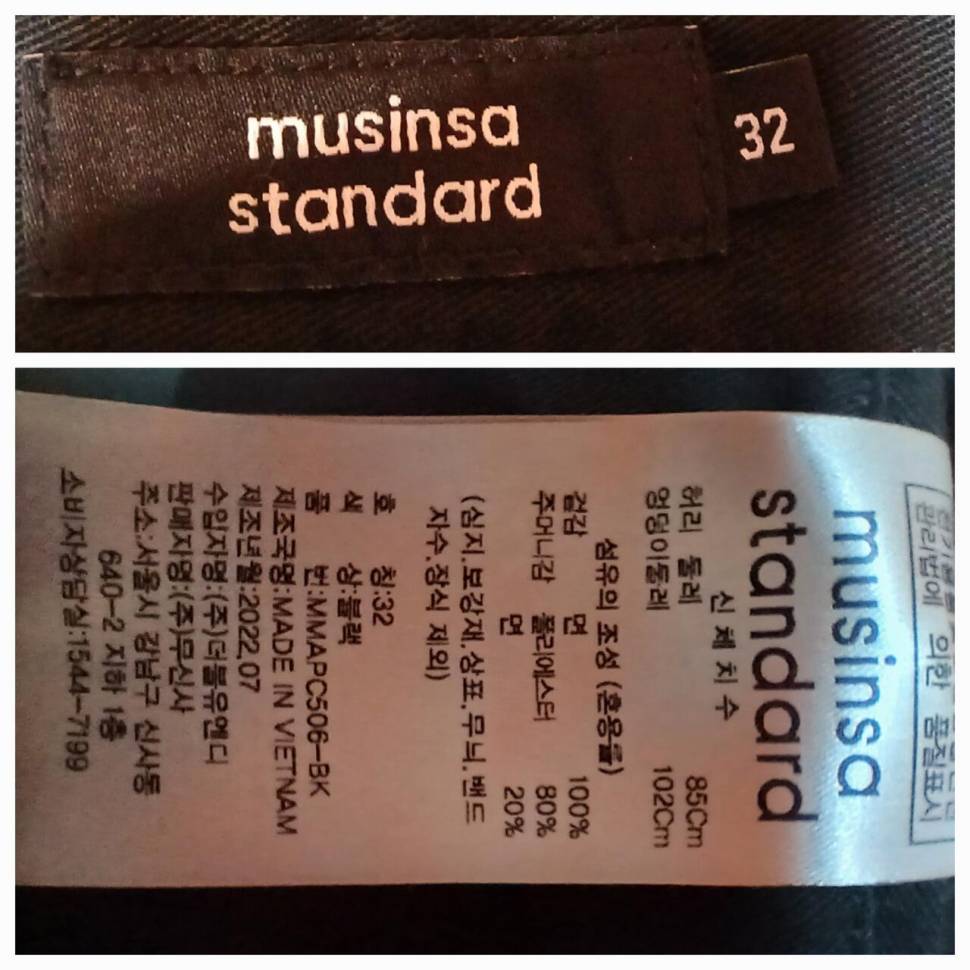 musinsa
standard
32
관리법에 의한 품질표시
musinsa
standard
신 체 치 수
허리 둘레 85Cm
엉덩이둘레 102Cm
섬유의 조성 (혼용률)
겉감 면 100%
주머니감 폴리에스터 80%
면 20%
(심지.보강재.상표.무늬.밴드
자수.장식 제외)
호 칭:32
색 상:블랙
품 번:MMAPC506-BK
제조국명:MADE IN VIETNAM
제조년월:2022.07
수입자명:(주)더블유앤디
판매자명:(주)무신사
주소:서울시 강남구 신사동
640-2 지하 1층
소비자상담실:1544-7199